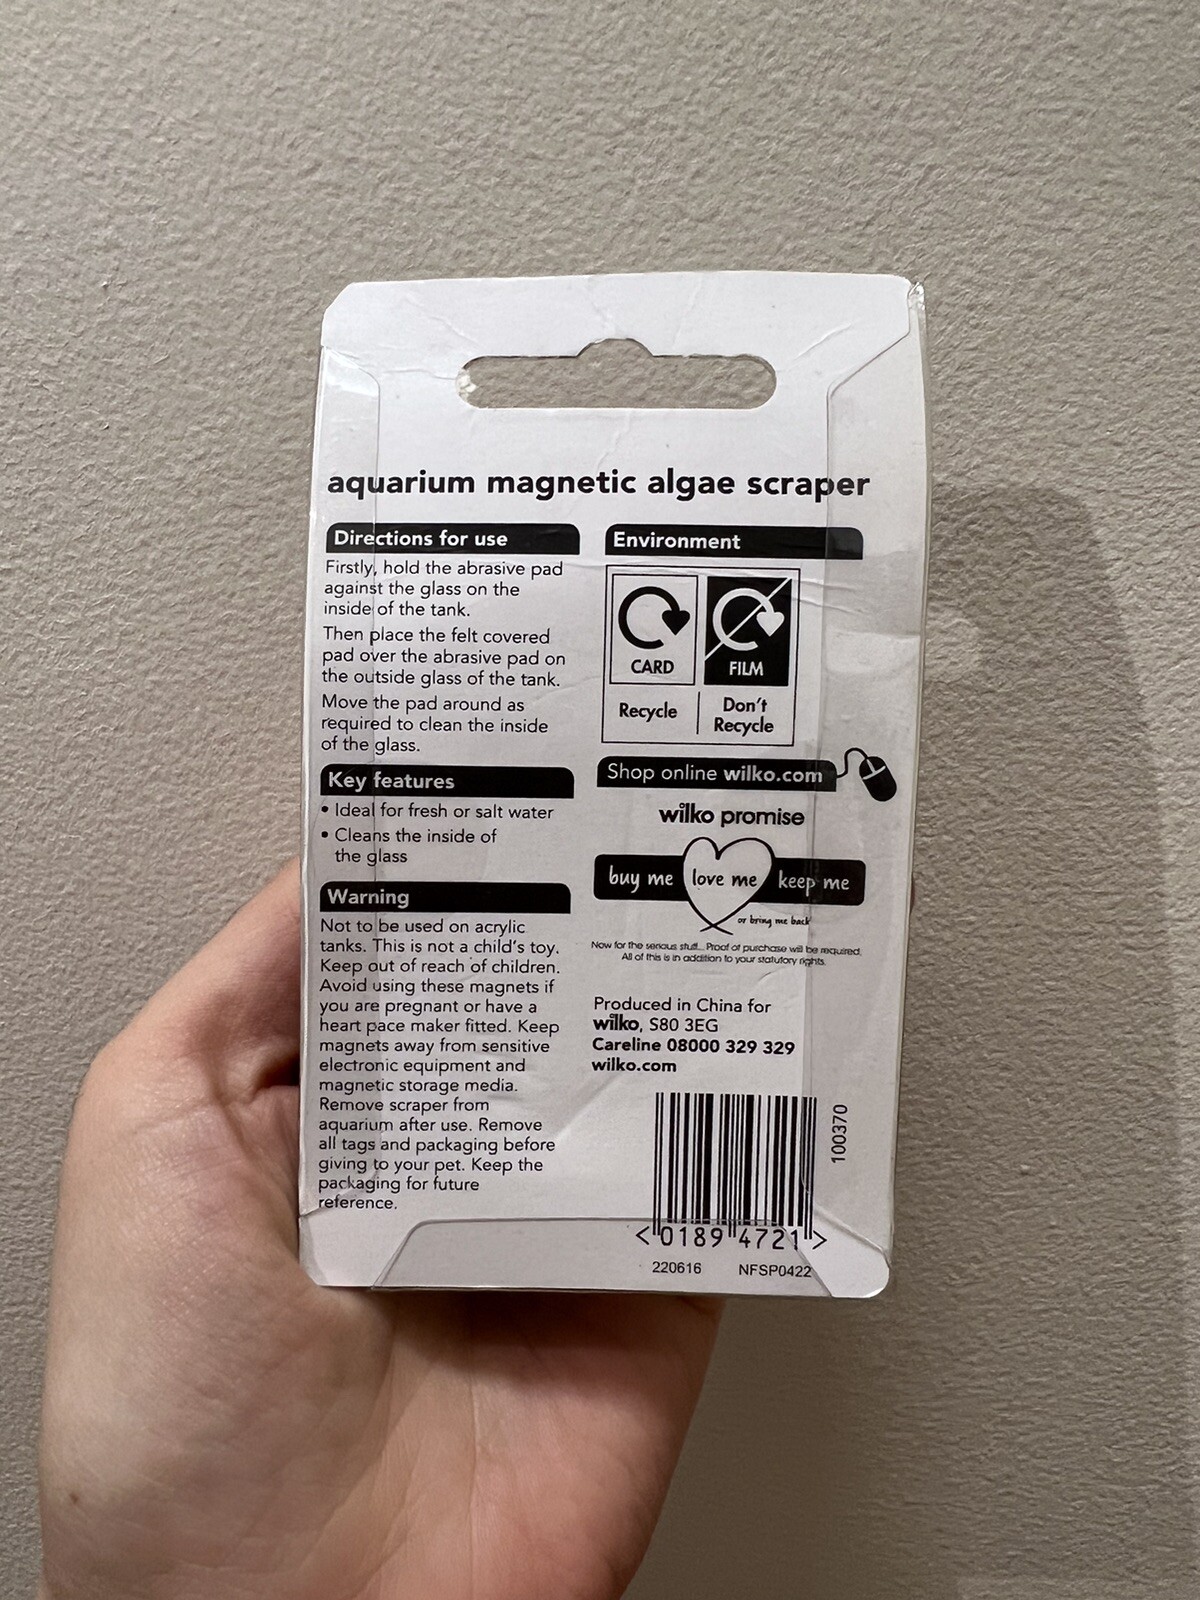 aquarium magnetic algae scraper
Directions for use
Firstly, hold the abrasive pad
against the glass on the
inside of the tank.
Then place the felt covered
pad over the abrasive pad on
the outside glass of the tank.
Move the pad around as
required to clean the inside
of the glass.
Key features
• Ideal for fresh or salt water
• Cleans the inside of
the glass
Warning
Not to be used on acrylic
tanks. This is not a child's toy.
Keep out of reach of children.
Avoid using these magnets if
you are pregnant or have a
heart pace maker fitted. Keep
magnets away from sensitive
electronic equipment and
magnetic storage media.
Remove scraper from
aquarium after use. Remove
all tags and packaging before
giving to your pet. Keep the
packaging for future
reference.
Environment
CARD FILM
Recycle Don't
Recycle
Shop online wilko.com
wilko promise
buy me love me keep me
or bring me back
Now for the serious stuff... Proof of purchase will be required.
All of this is in addition to your statutory rights.
Produced in China for
wilko, S80 3EG
Careline 08000 329 329
wilko.com
100370
<0189 4721>
220616 NFSP0422